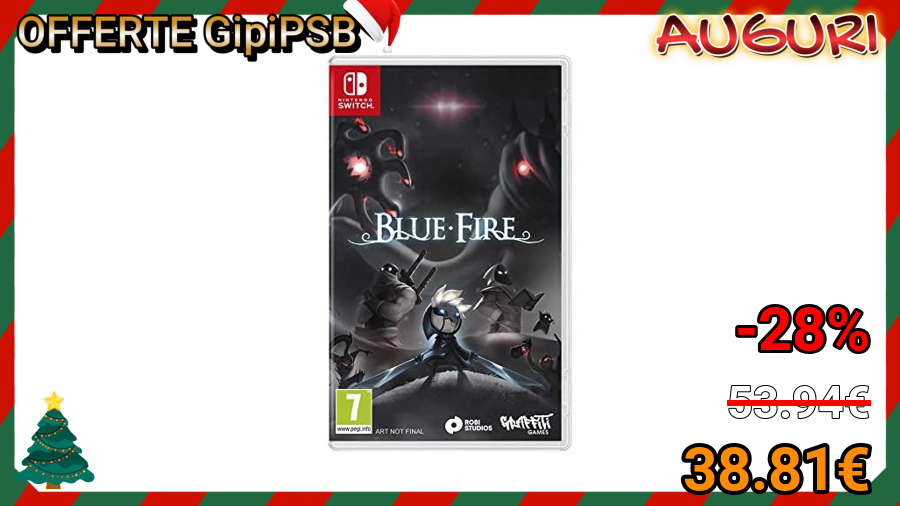 OFFERTE GipiPSB
AUGURI
NINTENDO
SWITCH
BLUE·FIRE
7
www.pegi.info
ART NOT FINAL
ROBI
STUDIOS
GRAFFITI
GAMES
-28%
53.94€
38.81€